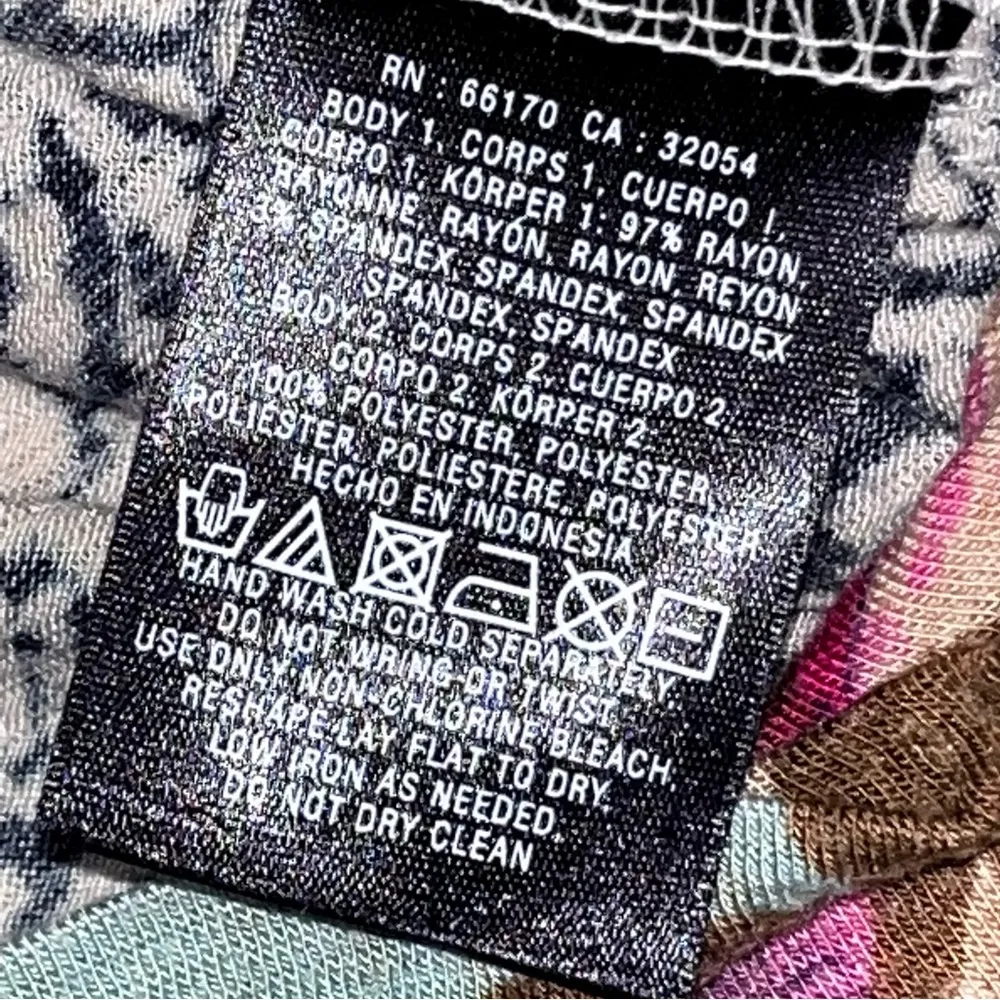 RN : 66170 CA : 32054
BODY 1, CORPS 1, CUERPO 1,
CORPO 1, KÖRPER 1: 97% RAYON,
RAYONNE, RAYÓN, RAYON, REYON
3% SPANDEX, SPANDEX, SPANDEX
SPANDEX, SPANDEX
BODY 2, CORPS 2, CUERPO 2,
CORPO 2, KÖRPER 2:
100% POLYESTER, POLYESTER,
POLIÉSTER, POLIESTERE, POLYESTER
HECHO EN INDONESIA
HAND WASH COLD SEPARATELY
DO NOT WRING OR TWIST
USE ONLY NON-CHLORINE BLEACH
RESHAPE LAY FLAT TO DRY
LOW IRON AS NEEDED
DO NOT DRY CLEAN